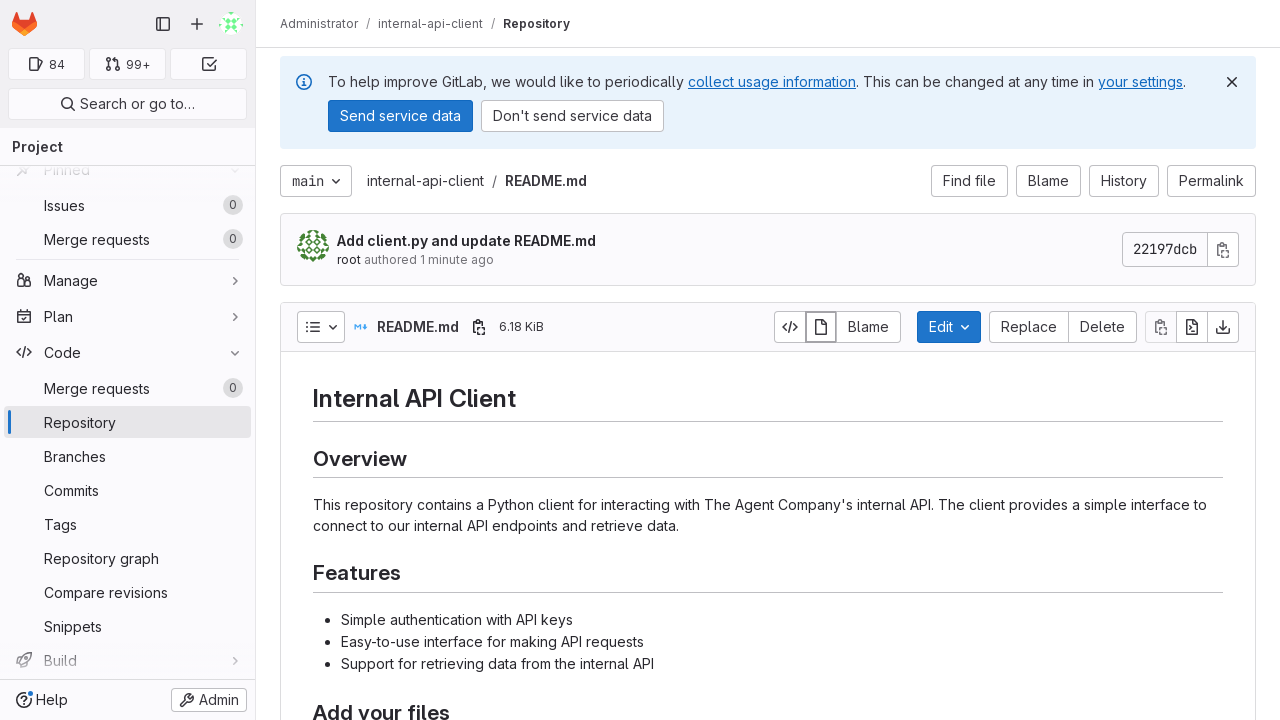 Administrator / internal-api-client / Repository
84
99+
Search or go to…
Project
Pinned
Issues 0
Merge requests 0
Manage
Plan
Code
Merge requests 0
Repository
Branches
Commits
Tags
Repository graph
Compare revisions
Snippets
Build
Help
Admin
To help improve GitLab, we would like to periodically collect usage information. This can be changed at any time in your settings.
Send service data Don't send service data
main internal-api-client / README.md Find file Blame History Permalink
Add client.py and update README.md
root authored 1 minute ago
22197dcb
README.md 6.18 KiB Blame Edit Replace Delete
Internal API Client
Overview
This repository contains a Python client for interacting with The Agent Company's internal API. The client provides a simple interface to
connect to our internal API endpoints and retrieve data.
Features
Simple authentication with API keys
Easy-to-use interface for making API requests
Support for retrieving data from the internal API
Add your files